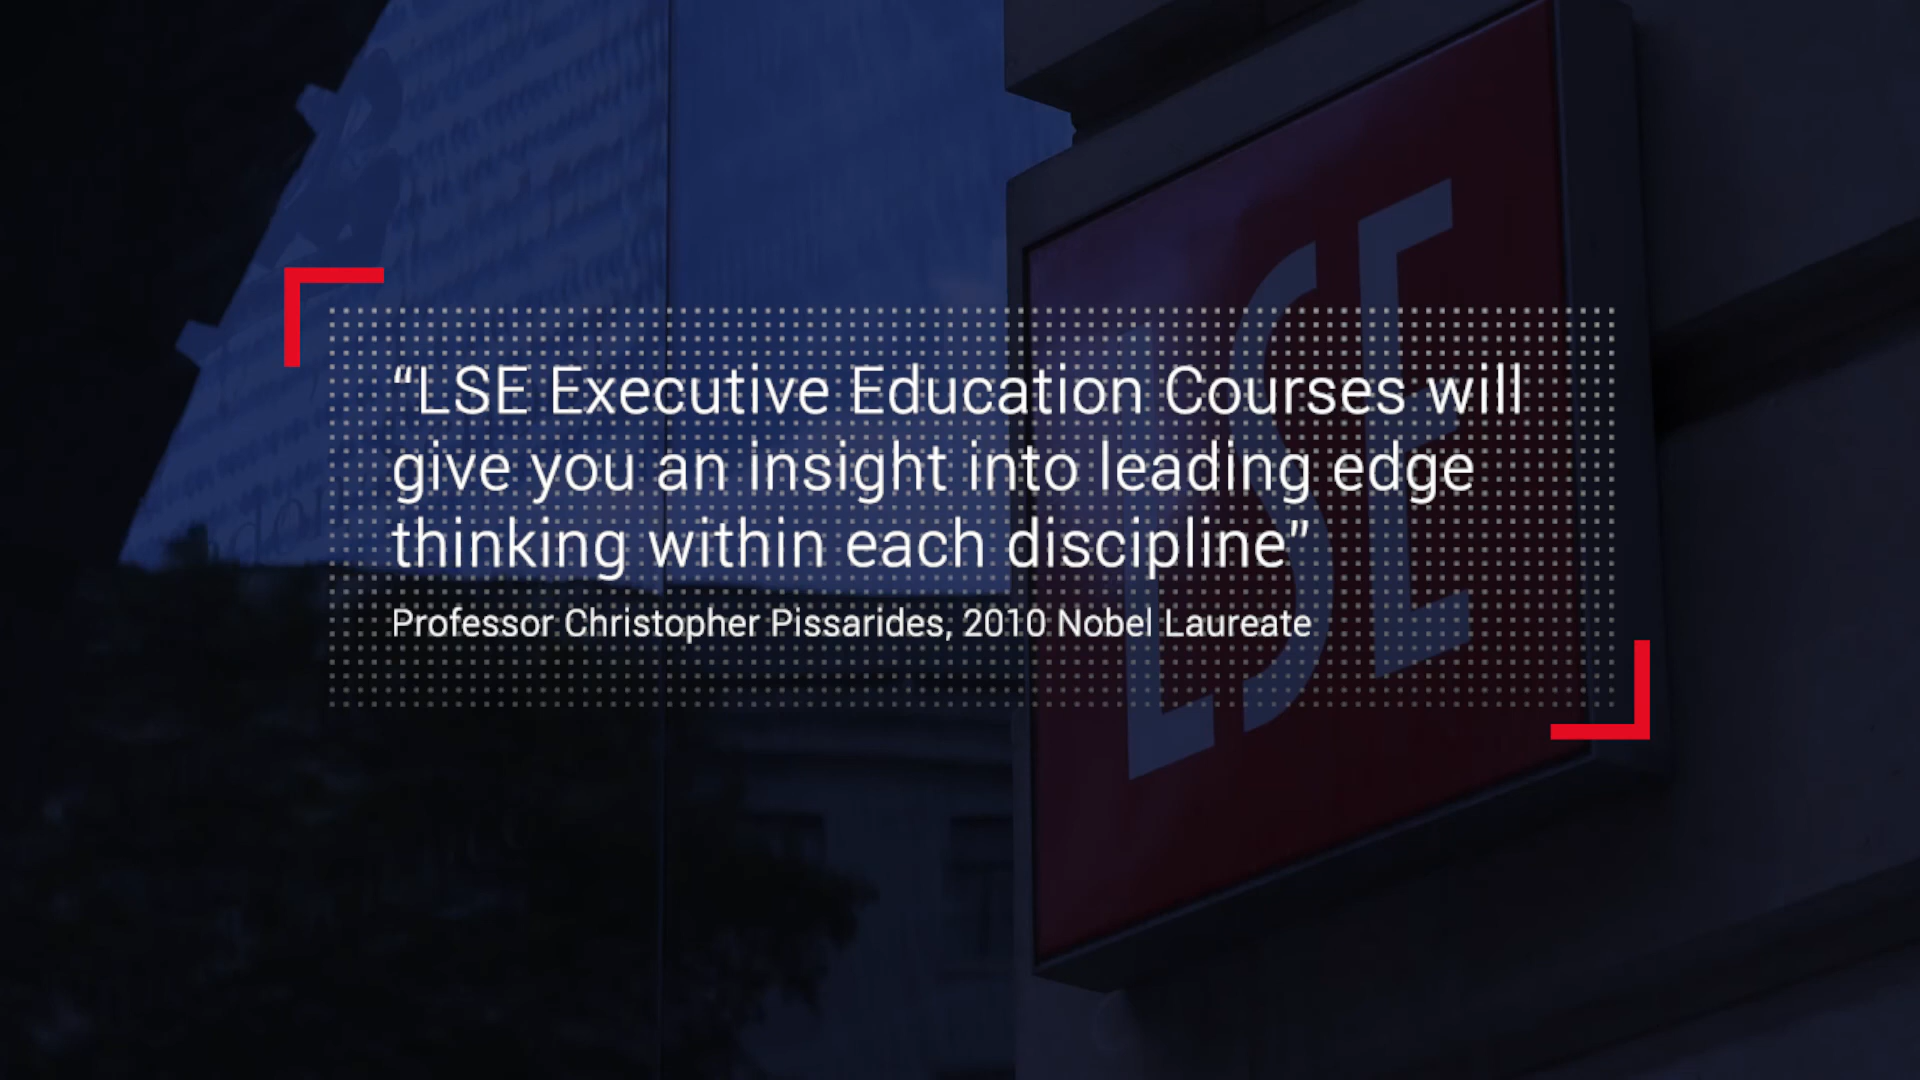 “LSE Executive Education Courses will
give you an insight into leading edge
thinking within each discipline”
Professor Christopher Pissarides, 2010 Nobel Laureate
LSE